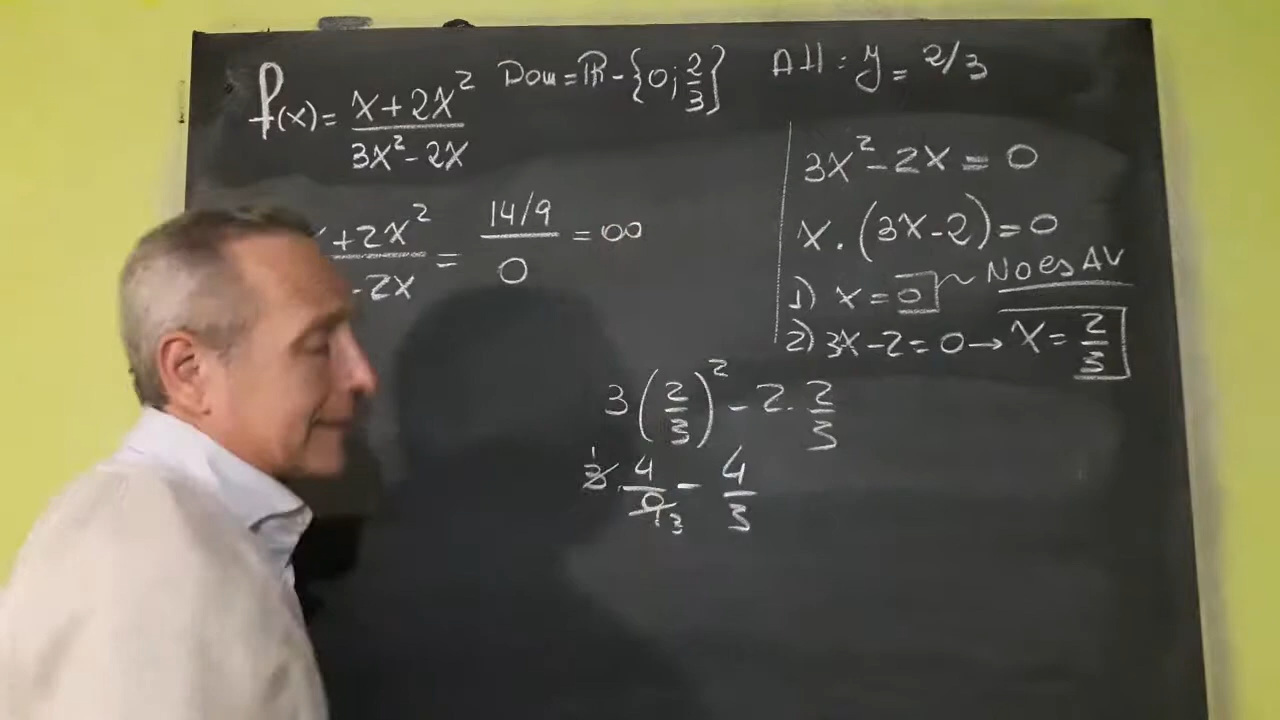 f(x) = x + 2x² / 3x² - 2x
Dom = ℝ - {0; 2/3}
AH: y = 2/3
+ 2x² / - 2x = 14/9 / 0 = ∞
3x² - 2x = 0
x · (3x - 2) = 0
1) x = 0 ~ No es AV
2) 3x - 2 = 0 → x = 2/3
3 (2/3)² - 2 · 2/3
3 1 · 4/9 3 - 4/3